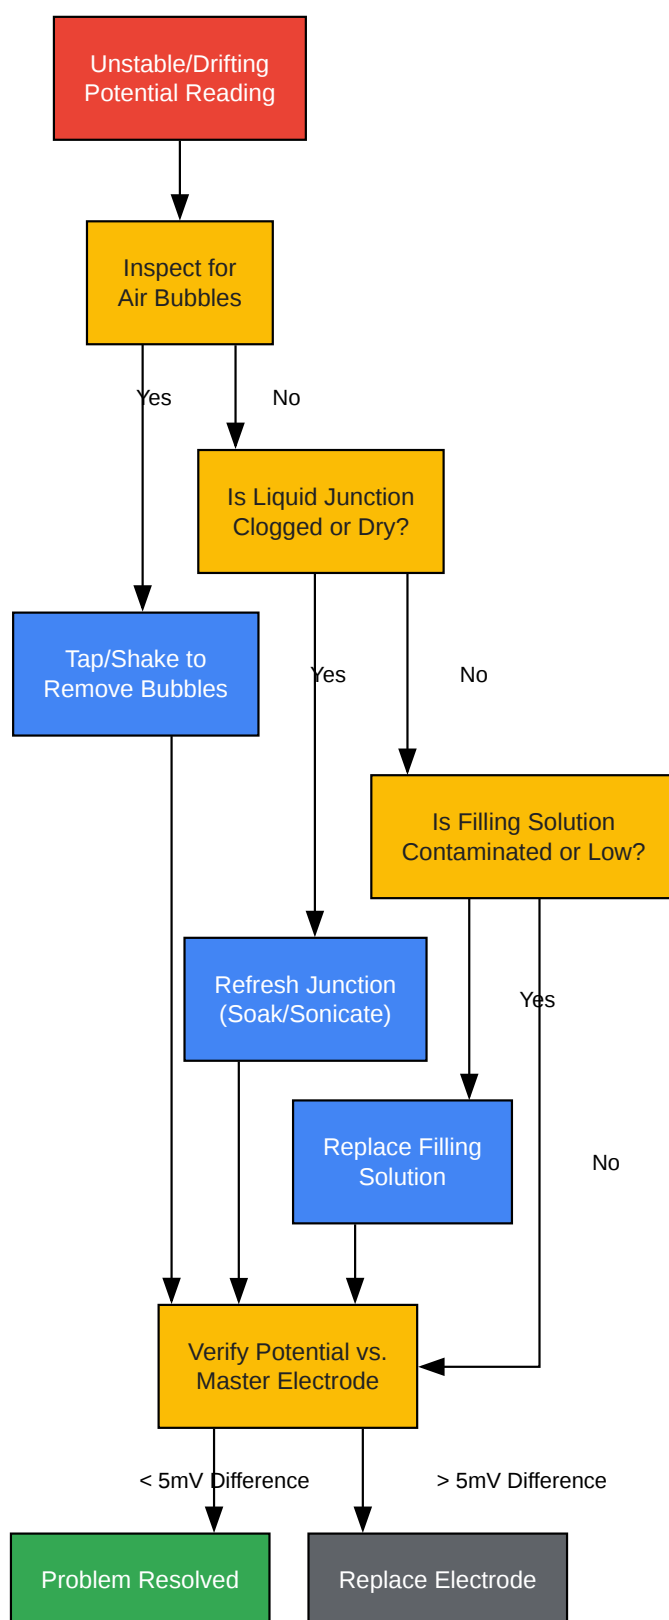 Unstable/Drifting
Potential Reading
Inspect for
Air Bubbles
Yes
No
Is Liquid Junction
Clogged or Dry?
Tap/Shake to
Remove Bubbles
Yes
No
Is Filling Solution
Contaminated or Low?
Refresh Junction
(Soak/Sonicate)
Yes
Replace Filling
Solution
No
Verify Potential vs.
Master Electrode
< 5mV Difference
> 5mV Difference
Problem Resolved
Replace Electrode